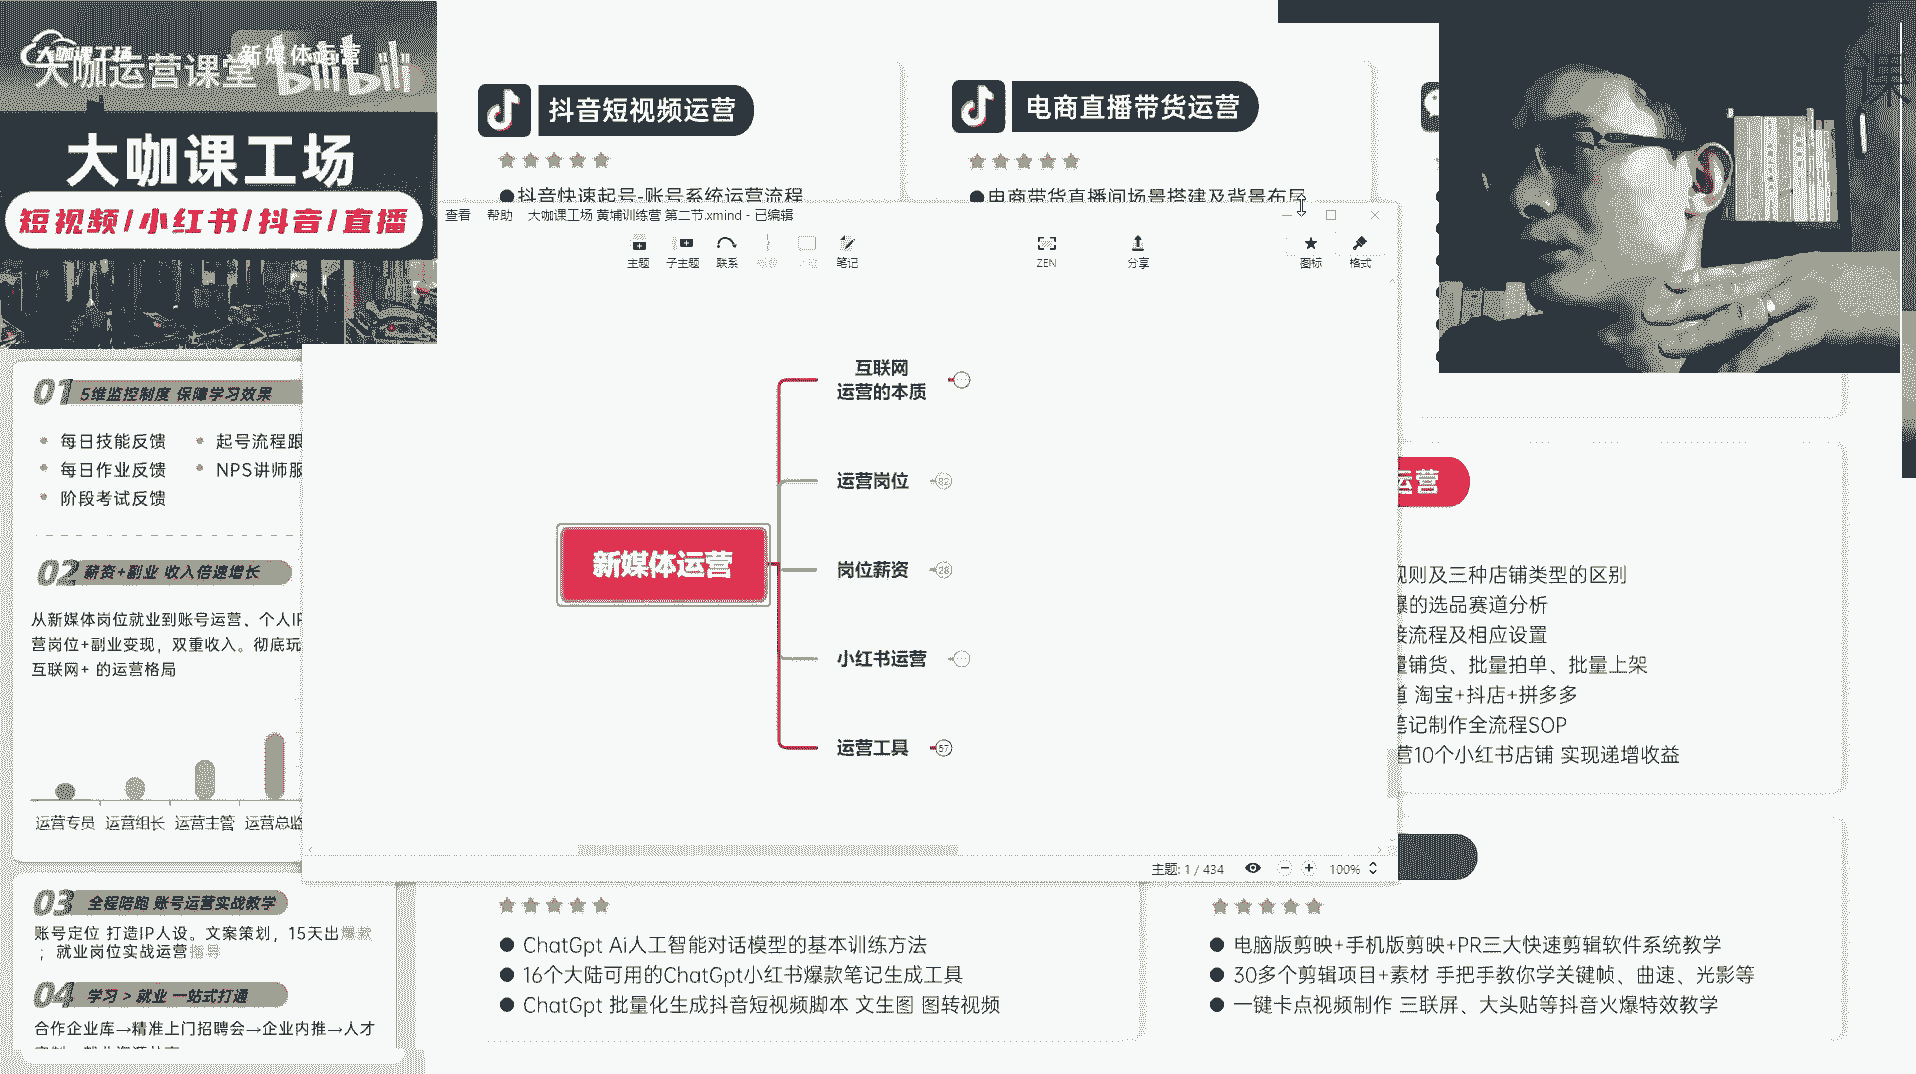 大咖课工场
大咖运营课堂
新媒体运营
bilibili
大咖课工场
短视频/小红书/抖音/直播
抖音短视频运营
抖音快速起号-账号系统运营流程
电商直播带货运营
电商带货直播间场景搭建及背景布局
课
查看 帮助 大咖课工场 黄埔训练营 第二节.xmind - 已编辑
主题 子主题 联系 笔记 ZEN 分享 图标 格式
新媒体运营
互联网
运营的本质
运营岗位 82
岗位薪资 28
小红书运营
运营工具 57
主题: 1 / 434 100%
01 5维监控制度 保障学习效果
每日技能反馈 起号流程跟
每日作业反馈 NPS讲师服
阶段考试反馈
02 薪资+副业 收入倍速增长
从新媒体岗位就业到账号运营、个人IP
营岗位+副业变现，双重收入。彻底玩
互联网+ 的运营格局
运营专员 运营组长 运营主管 运营总监
03 全程陪跑 账号运营实战教学
账号定位 打造IP人设。文案策划，15天出爆款
；就业岗位实战运营指导
04 学习 > 就业 一站式打通
合作企业库→精准上门招聘会→企业内推→人才
运营
规则及三种店铺类型的区别
爆的选品赛道分析
接流程及相应设置
量铺货、批量拍单、批量上架
道 淘宝+抖店+拼多多
笔记制作全流程SOP
营10个小红书店铺 实现递增收益
ChatGpt Ai人工智能对话模型的基本训练方法
16个大陆可用的ChatGpt小红书爆款笔记生成工具
ChatGpt 批量化生成抖音短视频脚本 文生图 图转视频
电脑版剪映+手机版剪映+PR三大快速剪辑软件系统教学
30多个剪辑项目+素材 手把手教你学关键帧、曲速、光影等
一键卡点视频制作 三联屏、大头贴等抖音火爆特效教学